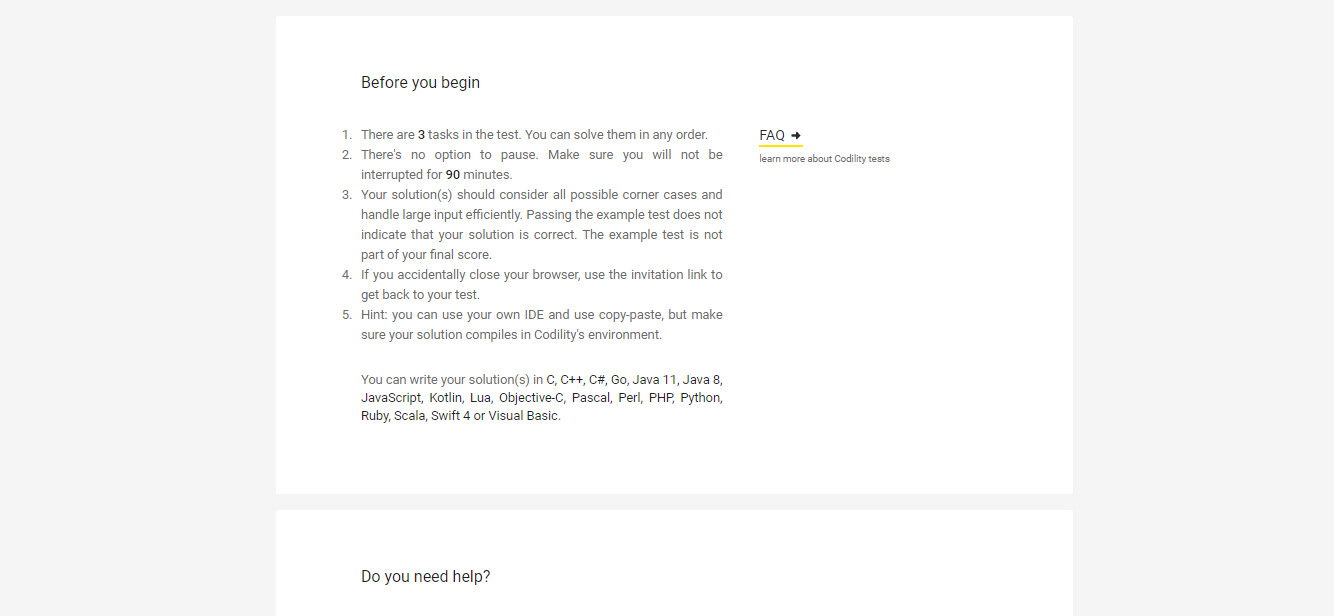 Before you begin
1. There are 3 tasks in the test. You can solve them in any order.
2. There's no option to pause. Make sure you will not be
interrupted for 90 minutes.
3. Your solution(s) should consider all possible corner cases and
handle large input efficiently. Passing the example test does not
indicate that your solution is correct. The example test is not
part of your final score.
4. If you accidentally close your browser, use the invitation link to
get back to your test.
5. Hint: you can use your own IDE and use copy-paste, but make
sure your solution compiles in Codility's environment.
You can write your solution(s) in C, C++, C#, Go, Java 11, Java 8,
JavaScript, Kotlin, Lua, Objective-C, Pascal, Perl, PHP, Python,
Ruby, Scala, Swift 4 or Visual Basic.
FAQ ➜
learn more about Codility tests
Do you need help?